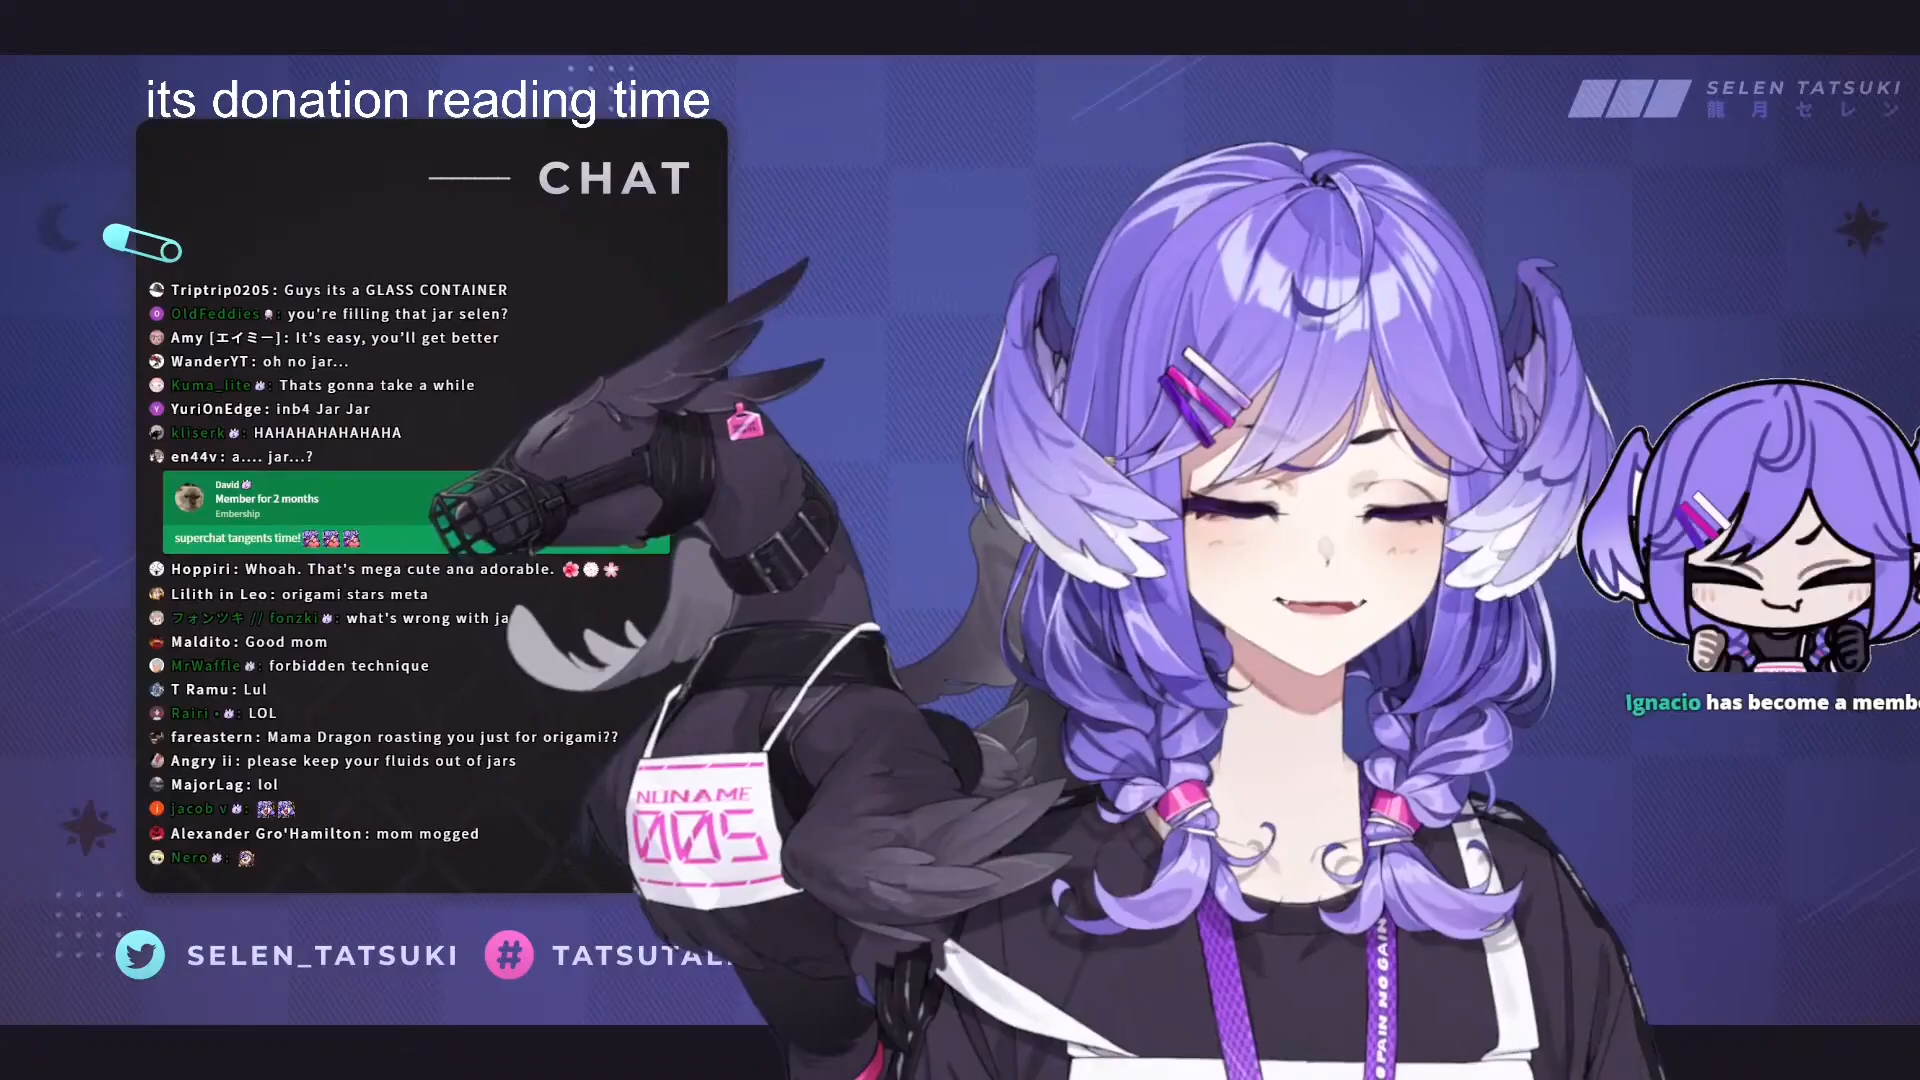 its donation reading time
SELEN TATSUKI
龍月セレン
CHAT
Triptrip0205: Guys its a GLASS CONTAINER
OldFeddies: you're filling that jar selen?
Amy [エイミー]: It's easy, you'll get better
WanderYT: oh no jar...
Kuma_lite: Thats gonna take a while
YuriOnEdge: inb4 Jar Jar
kliserk: HAHAHAHAHAHAHA
en44v: a.... jar...?
David
Member for 2 months
Embership
superchat tangents time!
Hoppiri: Whoah. That's mega cute and adorable.
Lilith in Leo: origami stars meta
フォンツキ // fonzki: what's wrong with ja
Maldito: Good mom
MrWaffle: forbidden technique
T Ramu: Lul
Rairi •: LOL
fareastern: Mama Dragon roasting you just for origami??
Angry ii: please keep your fluids out of jars
MajorLag: lol
jacob v:
Alexander Gro'Hamilton: mom mogged
Nero:
Ignacio has become a membe
NONAME
005
PAIN NO GAIN
SELEN_TATSUKI # TATSUTAL